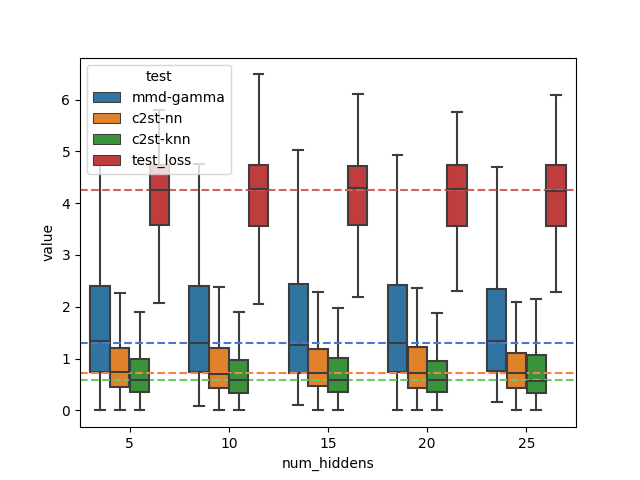 test
mmd-gamma
c2st-nn
c2st-knn
test_loss
6
5
4
3
2
1
0
value
5
10
15
20
25
num_hiddens